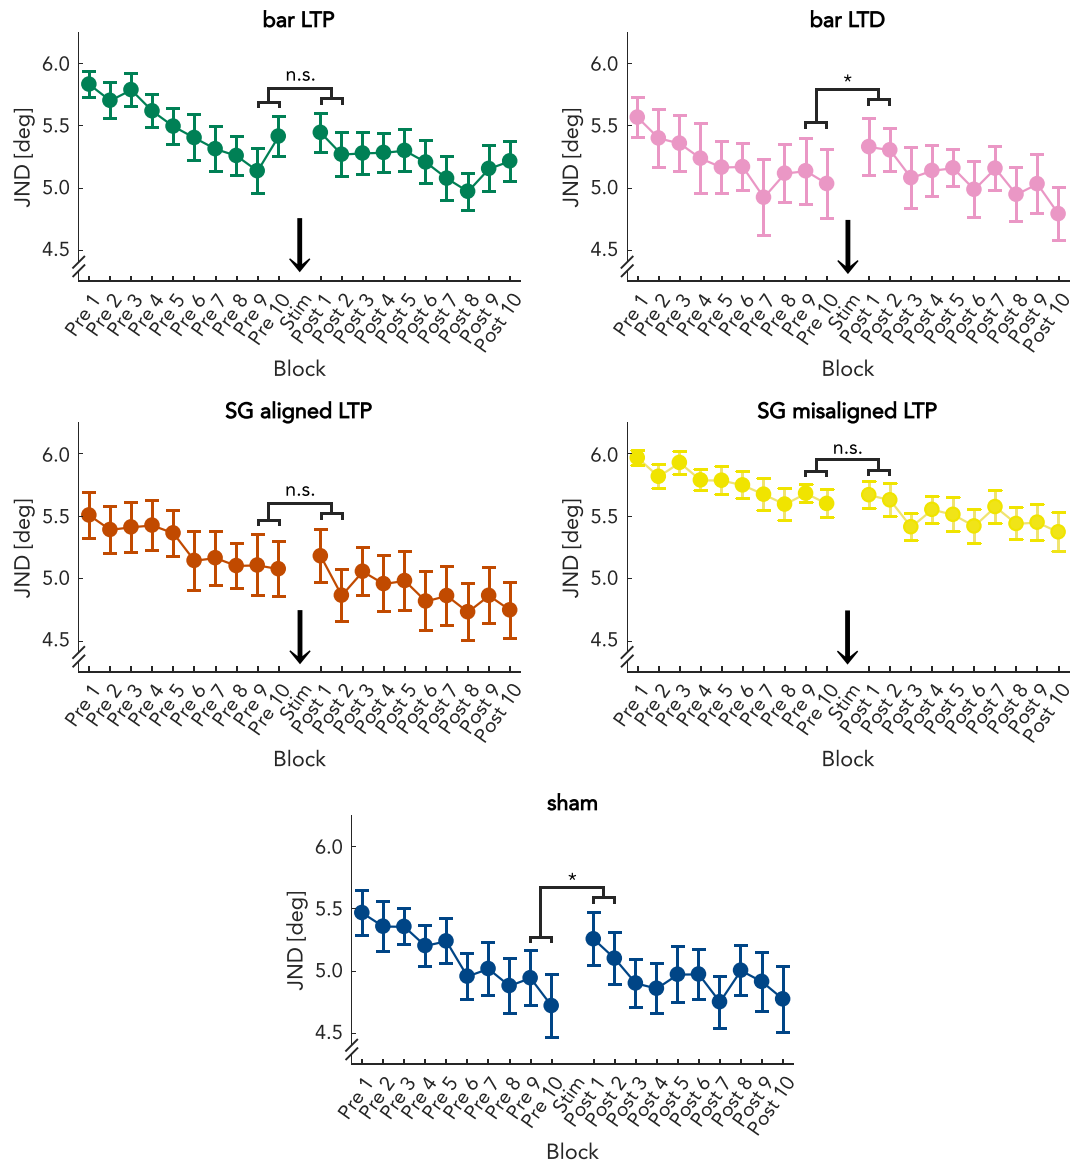 bar LTP
n.s.
JND [deg]
6.0
5.5
5.0
4.5
Pre 1 Pre 2 Pre 3 Pre 4 Pre 5 Pre 6 Pre 7 Pre 8 Pre 9 Pre 10 Stim Post 1 Post 2 Post 3 Post 4 Post 5 Post 6 Post 7 Post 8 Post 9 Post 10
Block
bar LTD
*
JND [deg]
6.0
5.5
5.0
4.5
Pre 1 Pre 2 Pre 3 Pre 4 Pre 5 Pre 6 Pre 7 Pre 8 Pre 9 Pre 10 Stim Post 1 Post 2 Post 3 Post 4 Post 5 Post 6 Post 7 Post 8 Post 9 Post 10
Block
SG aligned LTP
n.s.
JND [deg]
6.0
5.5
5.0
4.5
Pre 1 Pre 2 Pre 3 Pre 4 Pre 5 Pre 6 Pre 7 Pre 8 Pre 9 Pre 10 Stim Post 1 Post 2 Post 3 Post 4 Post 5 Post 6 Post 7 Post 8 Post 9 Post 10
Block
SG misaligned LTP
n.s.
JND [deg]
6.0
5.5
5.0
4.5
Pre 1 Pre 2 Pre 3 Pre 4 Pre 5 Pre 6 Pre 7 Pre 8 Pre 9 Pre 10 Stim Post 1 Post 2 Post 3 Post 4 Post 5 Post 6 Post 7 Post 8 Post 9 Post 10
Block
sham
*
JND [deg]
6.0
5.5
5.0
4.5
Pre 1 Pre 2 Pre 3 Pre 4 Pre 5 Pre 6 Pre 7 Pre 8 Pre 9 Pre 10 Stim Post 1 Post 2 Post 3 Post 4 Post 5 Post 6 Post 7 Post 8 Post 9 Post 10
Block